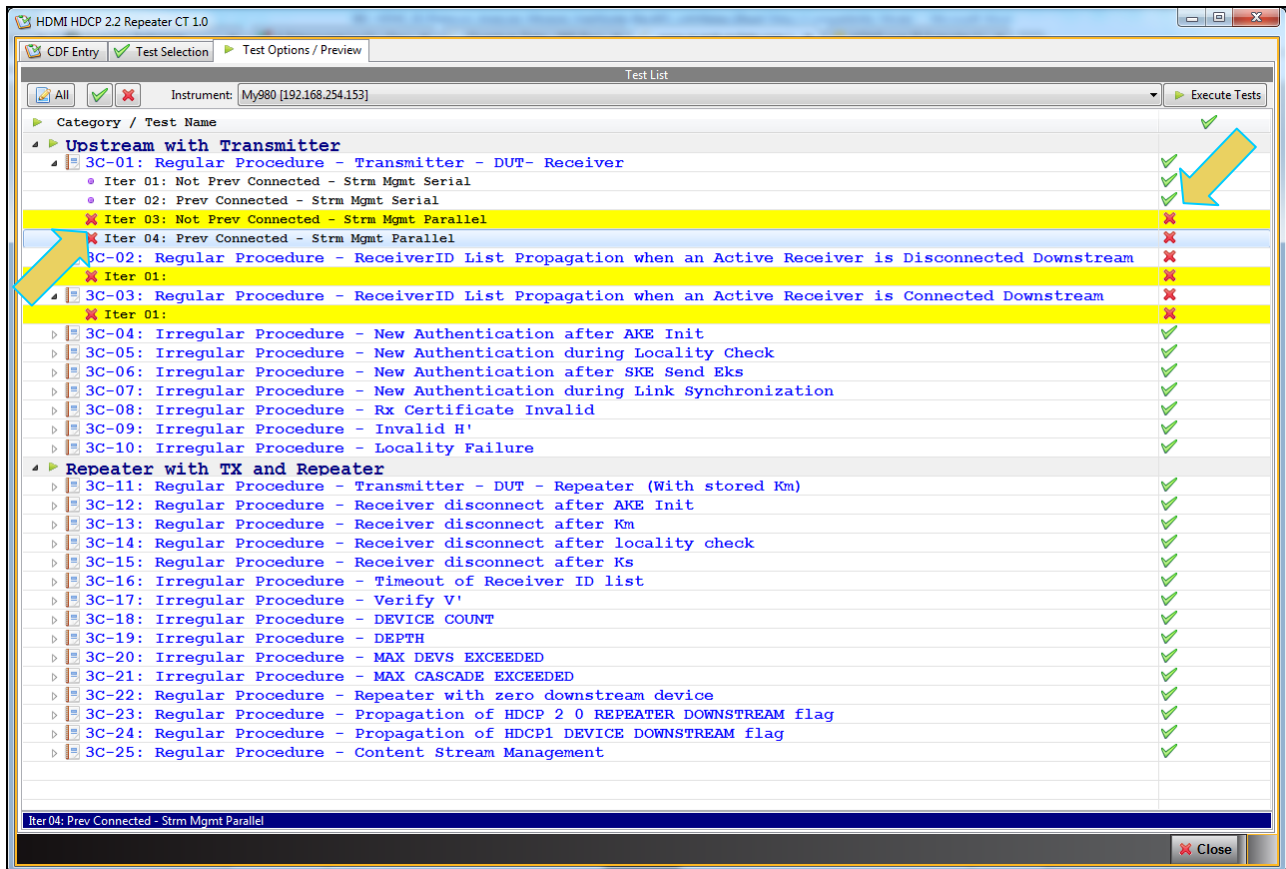 HDMI HDCP 2.2 Repeater CT 1.0
CDF Entry Test Selection Test Options / Preview
Test List
All Instrument: My980 [192.168.254.153] Execute Tests
Category / Test Name
Upstream with Transmitter
3C-01: Regular Procedure - Transmitter - DUT- Receiver
Iter 01: Not Prev Connected - Strm Mgmt Serial
Iter 02: Prev Connected - Strm Mgmt Serial
Iter 03: Not Prev Connected - Strm Mgmt Parallel
Iter 04: Prev Connected - Strm Mgmt Parallel
3C-02: Regular Procedure - ReceiverID List Propagation when an Active Receiver is Disconnected Downstream
Iter 01:
3C-03: Regular Procedure - ReceiverID List Propagation when an Active Receiver is Connected Downstream
Iter 01:
3C-04: Irregular Procedure - New Authentication after AKE Init
3C-05: Irregular Procedure - New Authentication during Locality Check
3C-06: Irregular Procedure - New Authentication after SKE Send Eks
3C-07: Irregular Procedure - New Authentication during Link Synchronization
3C-08: Irregular Procedure - Rx Certificate Invalid
3C-09: Irregular Procedure - Invalid H'
3C-10: Irregular Procedure - Locality Failure
Repeater with TX and Repeater
3C-11: Regular Procedure - Transmitter - DUT - Repeater (With stored Km)
3C-12: Regular Procedure - Receiver disconnect after AKE Init
3C-13: Regular Procedure - Receiver disconnect after Km
3C-14: Regular Procedure - Receiver disconnect after locality check
3C-15: Regular Procedure - Receiver disconnect after Ks
3C-16: Irregular Procedure - Timeout of Receiver ID list
3C-17: Irregular Procedure - Verify V'
3C-18: Irregular Procedure - DEVICE COUNT
3C-19: Irregular Procedure - DEPTH
3C-20: Irregular Procedure - MAX DEVS EXCEEDED
3C-21: Irregular Procedure - MAX CASCADE EXCEEDED
3C-22: Regular Procedure - Repeater with zero downstream device
3C-23: Regular Procedure - Propagation of HDCP 2 0 REPEATER DOWNSTREAM flag
3C-24: Regular Procedure - Propagation of HDCP1 DEVICE DOWNSTREAM flag
3C-25: Regular Procedure - Content Stream Management
Iter 04: Prev Connected - Strm Mgmt Parallel
Close